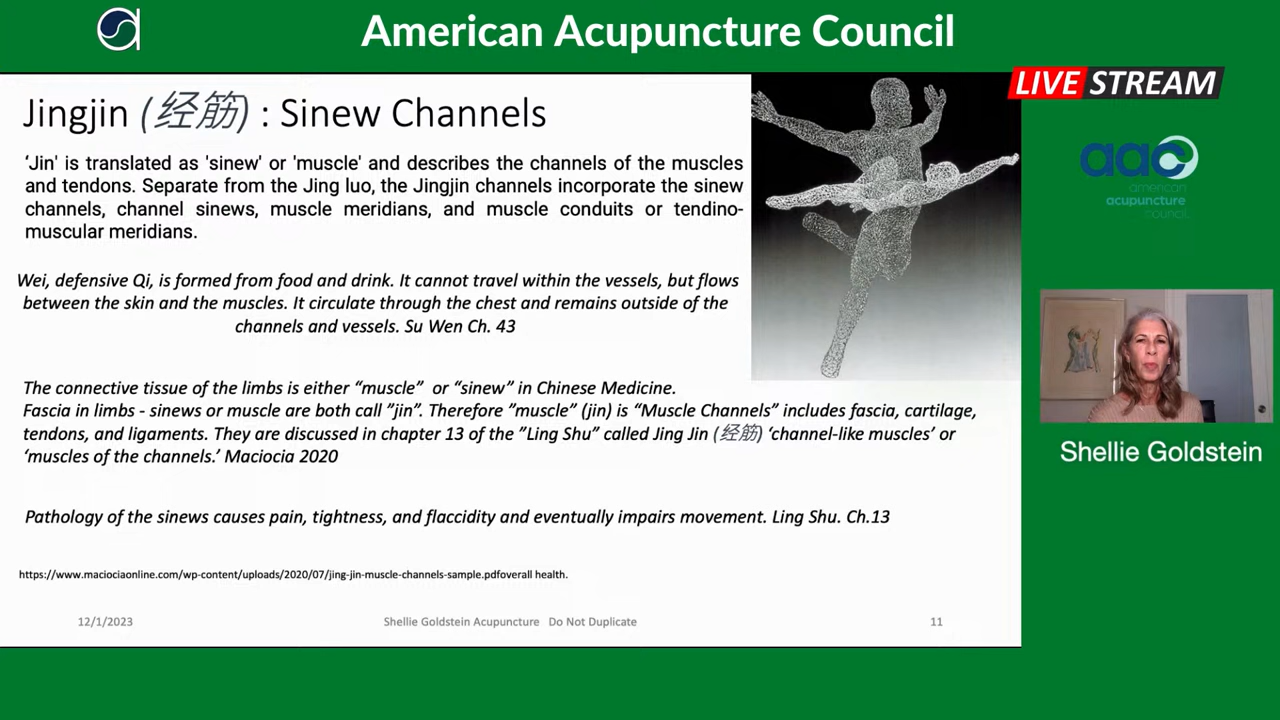 American Acupuncture Council
LIVE STREAM
Jingjin (经筋) : Sinew Channels
‘Jin' is translated as 'sinew' or 'muscle' and describes the channels of the muscles
and tendons. Separate from the Jing luo, the Jingjin channels incorporate the sinew
channels, channel sinews, muscle meridians, and muscle conduits or tendino-
muscular meridians.
Wei, defensive Qi, is formed from food and drink. It cannot travel within the vessels, but flows
between the skin and the muscles. It circulate through the chest and remains outside of the
channels and vessels. Su Wen Ch. 43
The connective tissue of the limbs is either “muscle” or “sinew” in Chinese Medicine.
Fascia in limbs - sinews or muscle are both call ”jin”. Therefore ”muscle” (jin) is “Muscle Channels” includes fascia, cartilage,
tendons, and ligaments. They are discussed in chapter 13 of the ”Ling Shu” called Jing Jin (经筋) ‘channel-like muscles’ or
‘muscles of the channels.’ Maciocia 2020
Pathology of the sinews causes pain, tightness, and flaccidity and eventually impairs movement. Ling Shu. Ch.13
https://www.maciociaonline.com/wp-content/uploads/2020/07/jing-jin-muscle-channels-sample.pdfoverall health.
12/1/2023
Shellie Goldstein Acupuncture Do Not Duplicate
11
aac
american
acupuncture
council
Shellie Goldstein